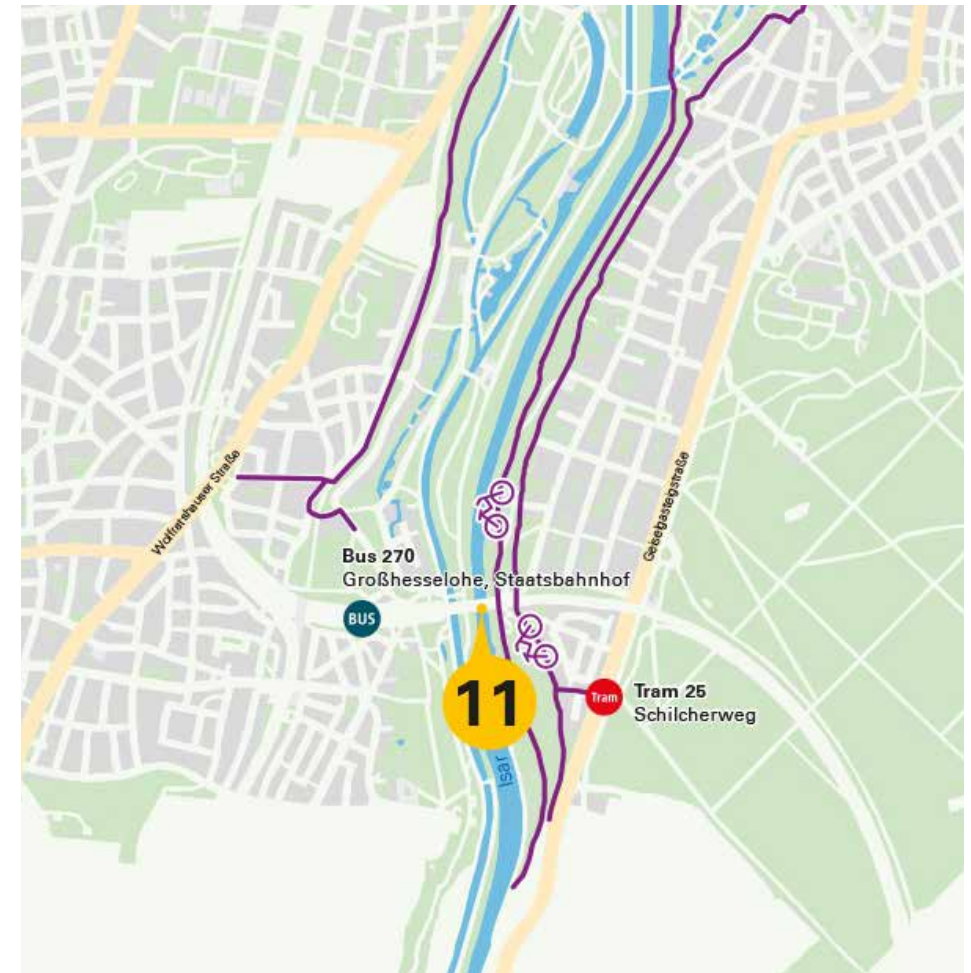 Wolfratshauser Straße
Geiselgasteigstraße
Bus 270
Großhesselohe, Staatsbahnhof
BUS
11
Isar
Tram
Tram 25
Schilcherweg